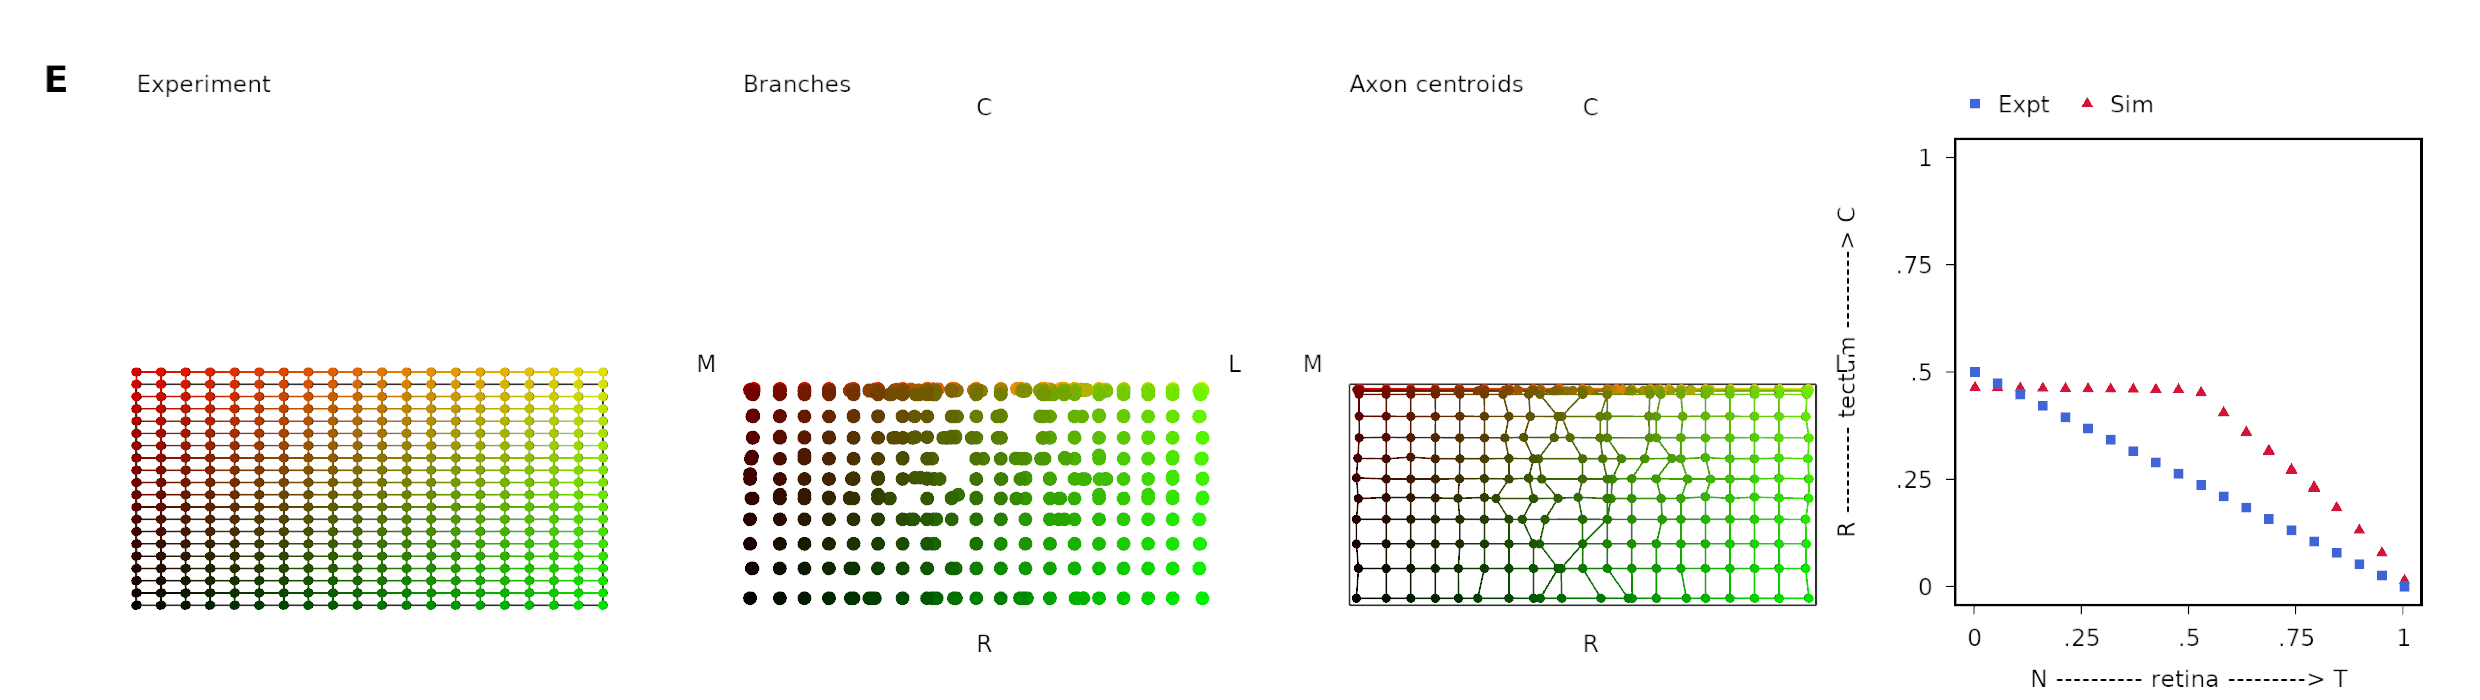 E
Experiment
Branches
C
M
L
R
Axon centroids
C
M
L
R
Expt
Sim
R --------- tectum ---------> C
1
.75
.5
.25
0
0 .25 .5 .75 1
N ---------- retina ---------> T